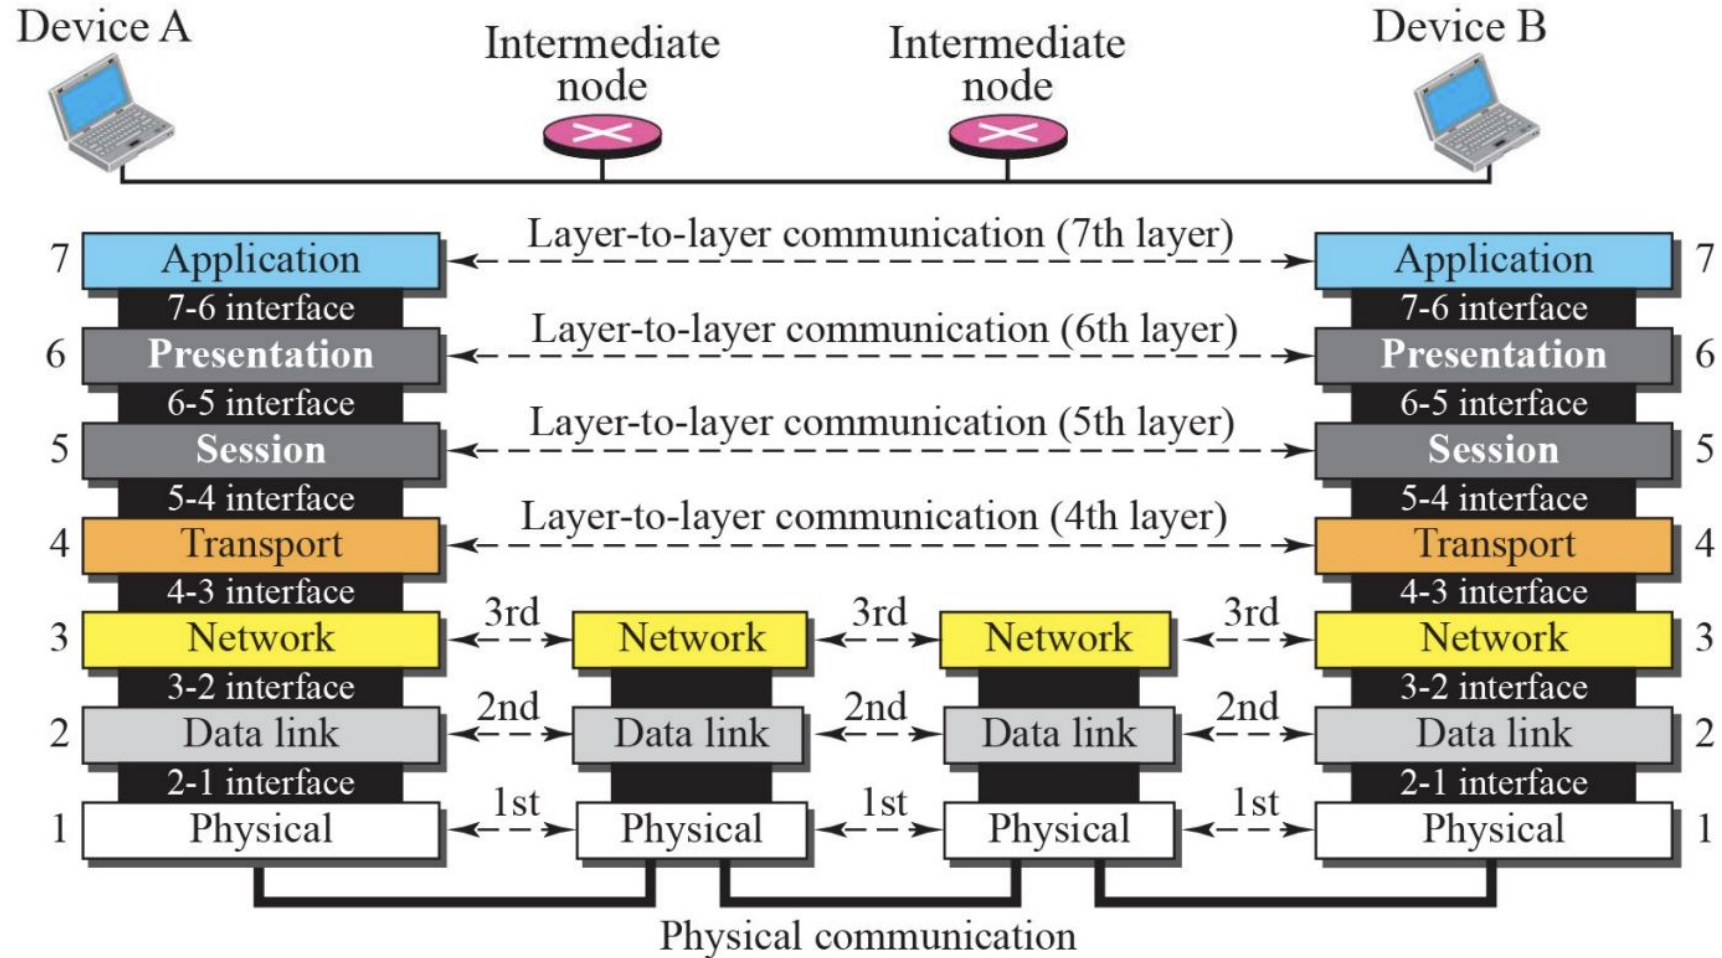 Device A
Intermediate
node
Intermediate
node
Device B
Layer-to-layer communication (7th layer)
7 Application Application 7
7-6 interface 7-6 interface
Layer-to-layer communication (6th layer)
6 Presentation Presentation 6
6-5 interface 6-5 interface
Layer-to-layer communication (5th layer)
5 Session Session 5
5-4 interface 5-4 interface
Layer-to-layer communication (4th layer)
4 Transport Transport 4
4-3 interface 4-3 interface
3rd 3rd 3rd
3 Network Network Network Network 3
3-2 interface 3-2 interface
2nd 2nd 2nd
2 Data link Data link Data link Data link 2
2-1 interface 2-1 interface
1st 1st 1st
1 Physical Physical Physical Physical 1
Physical communication